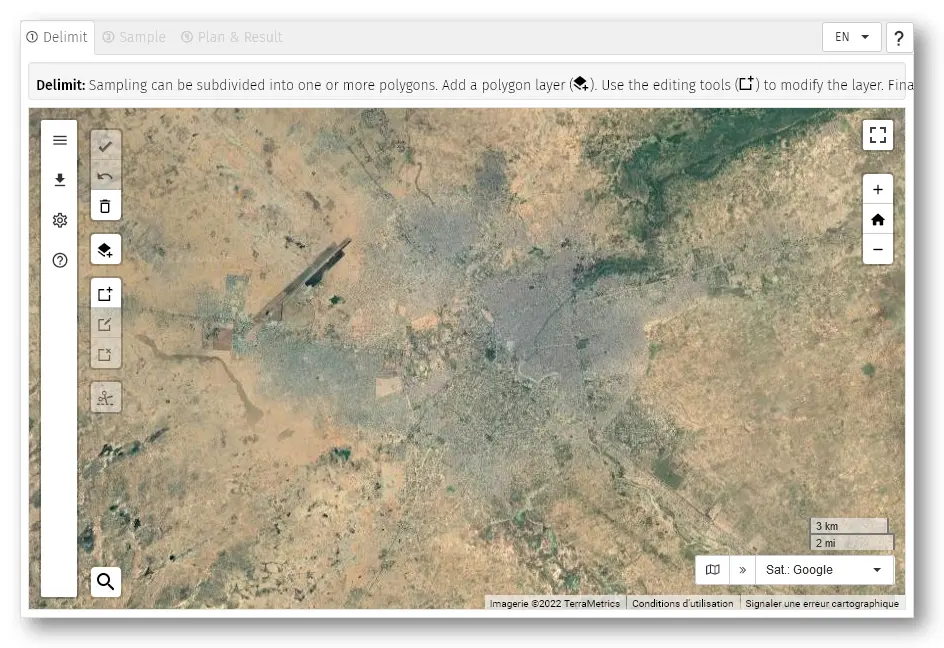 ① Delimit ③ Sample ④ Plan & Result EN ?
Delimit: Sampling can be subdivided into one or more polygons. Add a polygon layer ( ). Use the editing tools ( ) to modify the layer. Fina
3 km
2 mi
Sat.: Google
Imagerie ©2022 TerraMetrics Conditions d'utilisation Signaler une erreur cartographique